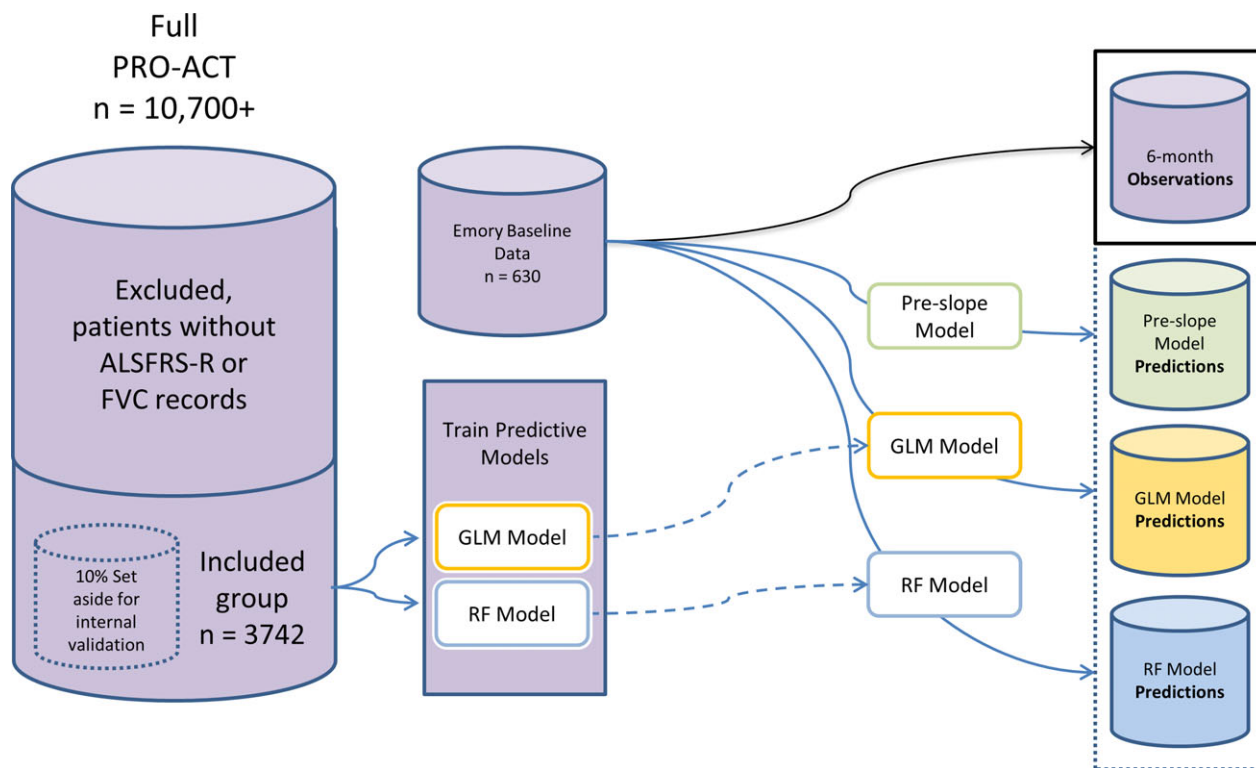 Full
PRO-ACT
n = 10,700+
Excluded,
patients without
ALSFRS-R or
FVC records
10% Set
aside for
internal
validation
Included
group
n = 3742
Emory Baseline
Data
n = 630
Train Predictive
Models
GLM Model
RF Model
Pre-slope
Model
GLM Model
RF Model
6-month
Observations
Pre-slope
Model
Predictions
GLM Model
Predictions
RF Model
Predictions